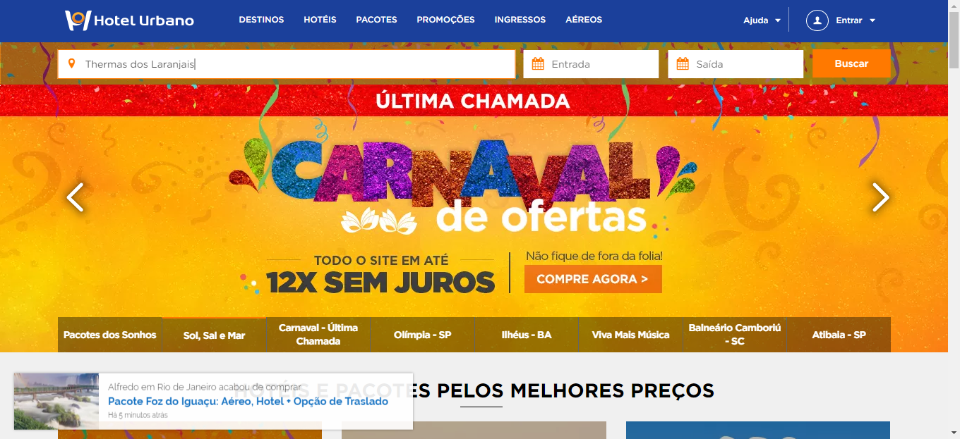 Hotel Urbano
DESTINOS HOTÉIS PACOTES PROMOÇÕES INGRESSOS AÉREOS Ajuda Entrar
Thermas dos Laranjais Entrada Saída Buscar
ÚLTIMA CHAMADA
CARNAVAL
de ofertas
TODO O SITE EM ATÉ
12X SEM JUROS
Não fique de fora da folia!
COMPRE AGORA >
Pacotes dos Sonhos
Sol, Sal e Mar
Carnaval - Última
Chamada
Olímpia - SP
Ilhéus - BA
Viva Mais Música
Balneário Camboriú
- SC
Atibaia - SP
HOTÉIS E PACOTES PELOS MELHORES PREÇOS
Alfredo em Rio de Janeiro acabou de comprar
Pacote Foz do Iguaçu: Aéreo, Hotel + Opção de Traslado
Há 5 minutos atrás